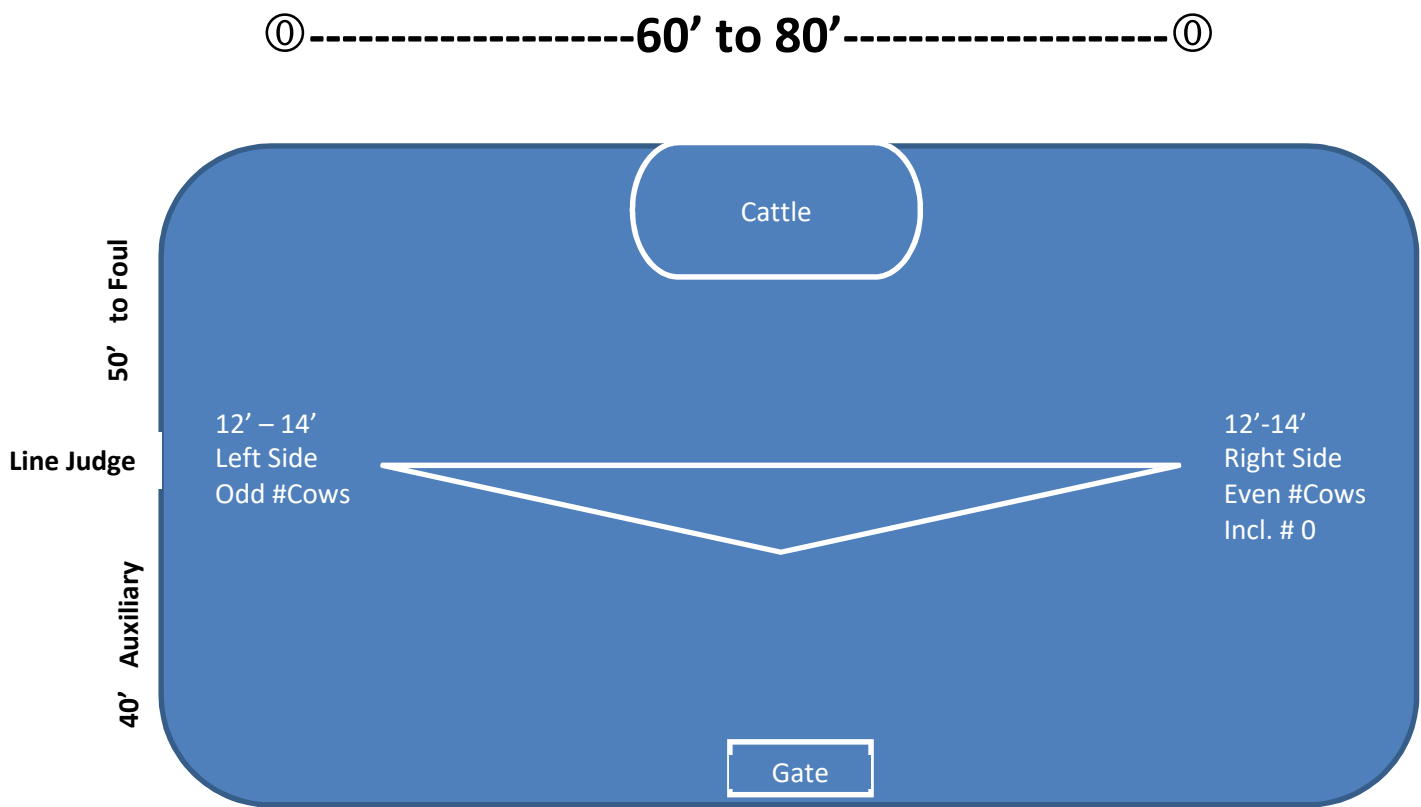 ⓪--------------------60’ to 80’--------------------⓪
Cattle
50’ to Foul
12’ – 14’
Left Side
Odd #Cows
12’-14’
Right Side
Even #Cows
Incl. # 0
Line Judge
40’ Auxiliary
Gate